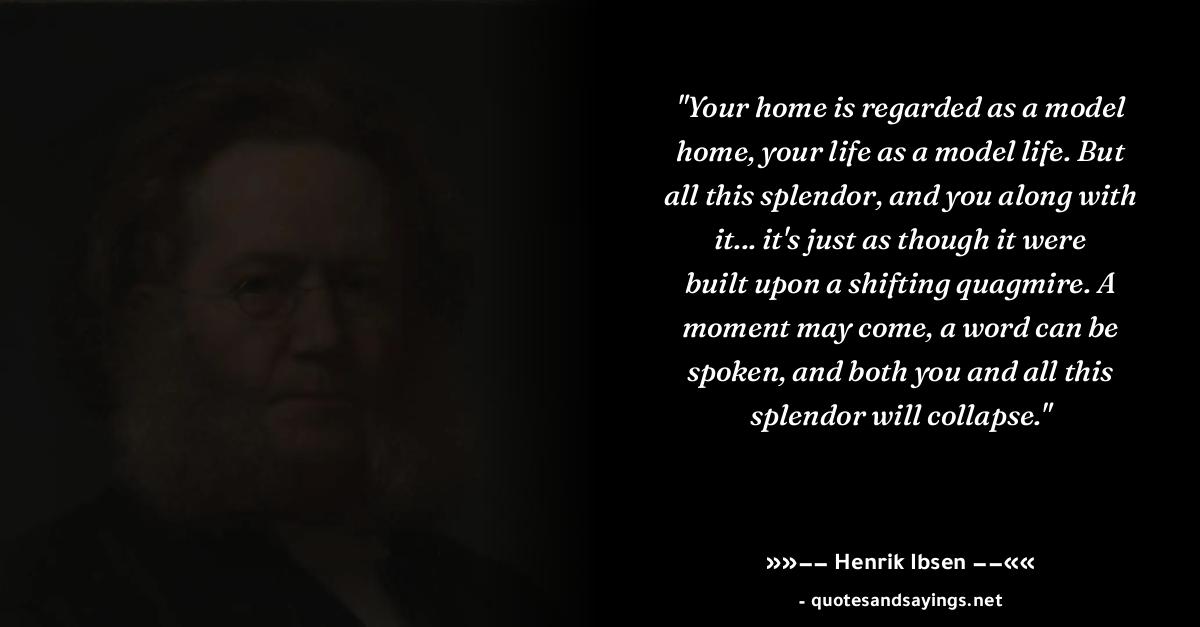 "Your home is regarded as a model
home, your life as a model life. But
all this splendor, and you along with
it... it's just as though it were
built upon a shifting quagmire. A
moment may come, a word can be
spoken, and both you and all this
splendor will collapse."
»»–– Henrik Ibsen ––««
- quotesandsayings.net